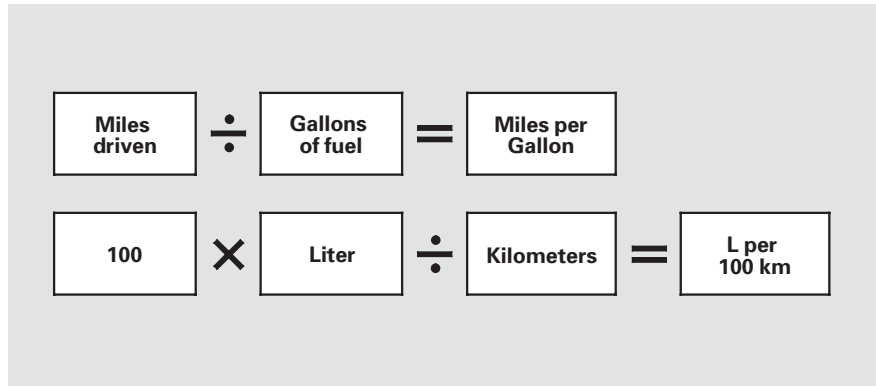 Miles driven ÷ Gallons of fuel = Miles per Gallon
100 × Liter ÷ Kilometers = L per 100 km